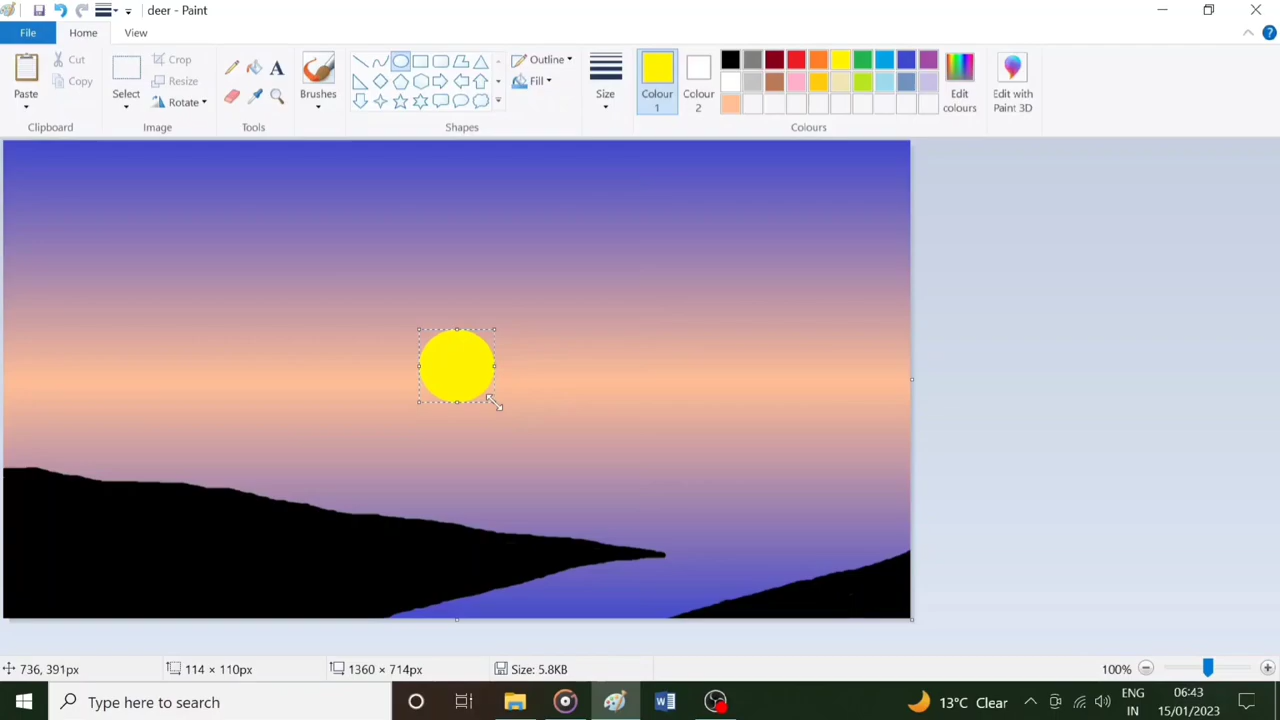 deer - Paint
File
Home
View
Paste
Cut
Copy
Clipboard
Select
Crop
Resize
Rotate
Image
A
Tools
Brushes
Outline
Fill
Shapes
Size
Colour
1
Colour
2
Edit
colours
Colours
Edit with
Paint 3D
736, 391px
114 × 110px
1360 × 714px
Size: 5.8KB
100%
Type here to search
13°C Clear
ENG
IN
06:43
15/01/2023